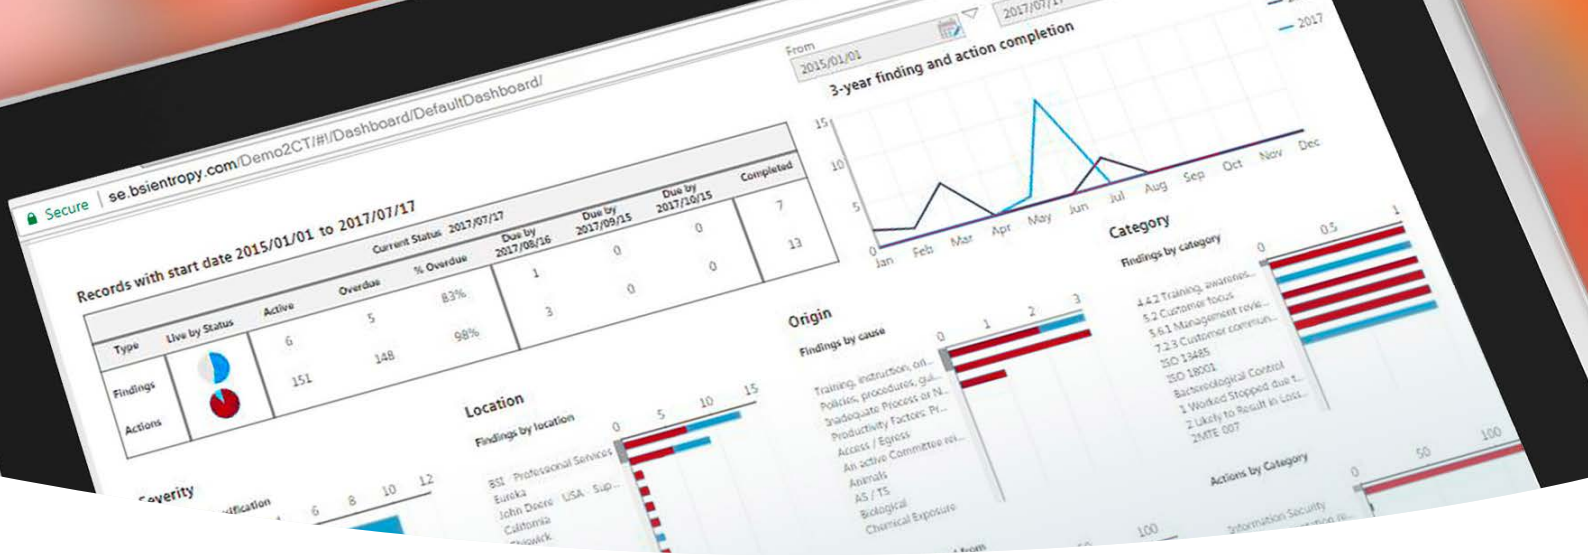 Secure se.bsientropy.com/Demo2CT/#!/Dashboard/DefaultDashboard/
From
2015/01/01
2017/07/17
Records with start date 2015/01/01 to 2017/07/17
Current Status 2017/07/17
Type Live by Status Active Overdue % Overdue Due by 2017/08/16 Due by 2017/09/15 Due by 2017/10/15 Completed
Findings 6 5 83% 1 0 0 7
Actions 151 148 98% 3 0 0 13
3-year finding and action completion
2017
15
10
5
0
Jan Feb Mar Apr May Jun Jul Aug Sep Oct Nov Dec
Severity
6 8 10 12
Location
Findings by location
0 5 10 15
BSI Professional Services
Eureka
John Deere USA Sup...
California
Origin
Findings by cause
0 1 2 3
Training, instruction, ori...
Policies, procedures, gui...
Inadequate Process or N...
Productivity Factors: Pr...
Access / Egress
An active Committee rei...
Animals
AS / TS
Biological
Chemical Exposure
100
Category
Findings by category
0 0.5 1
4.4.2 Training, awarenes...
5.2 Customer focus
5.6.1 Management revie...
7.2.3 Customer commun...
ISO 13485
ISO 18001
Bactereological Control
1 Worked Stopped due t...
2 Likely to Result in Loss...
2MTE 007
Actions by Category
0 50 100
Information Security